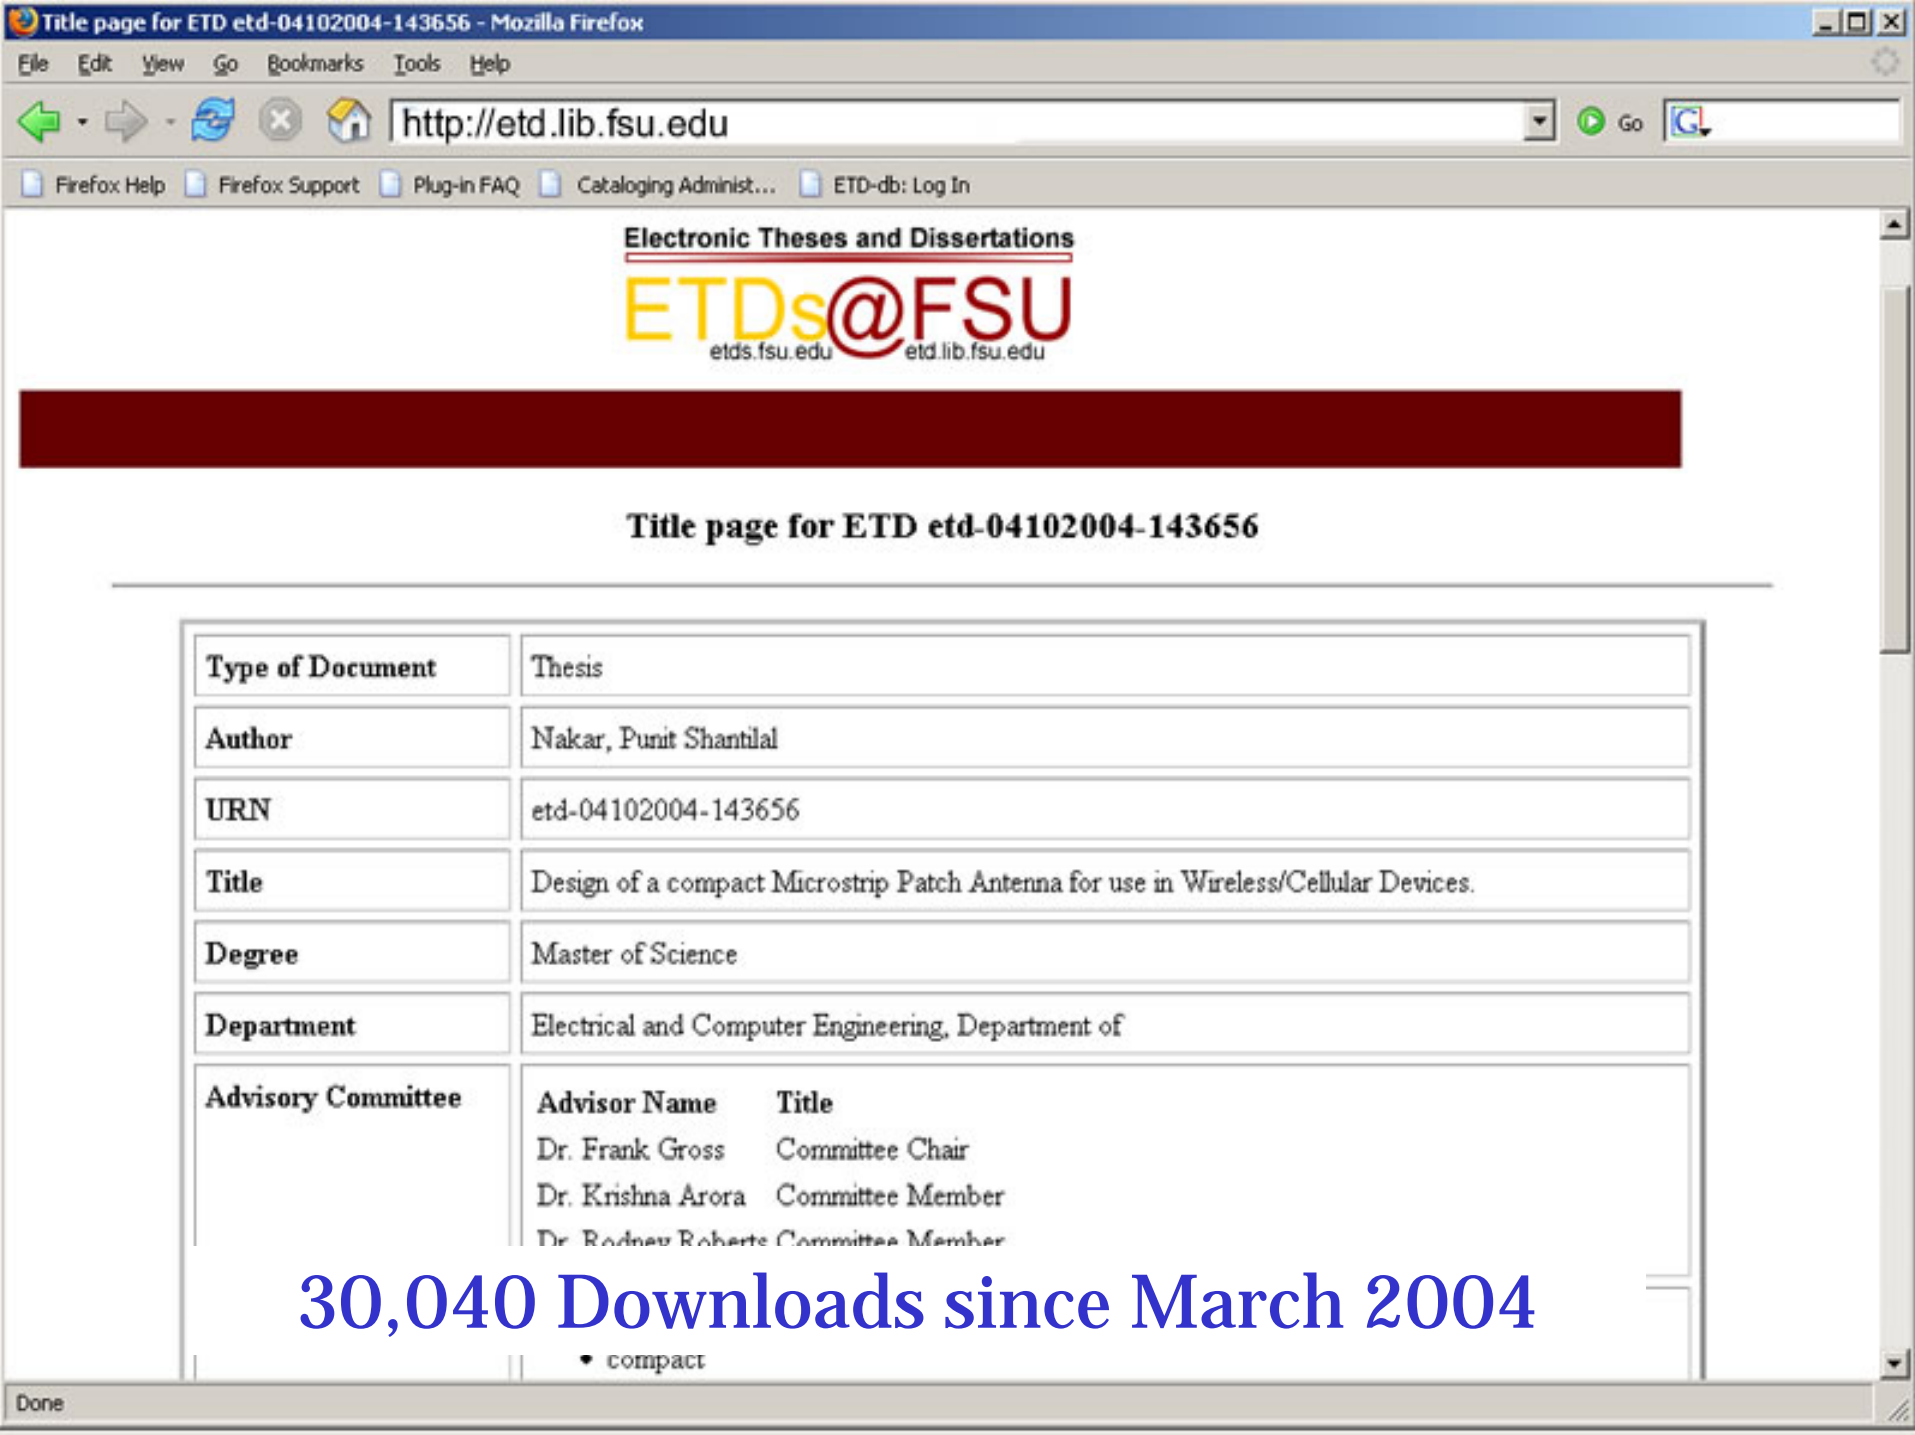 Title page for ETD etd-04102004-143656 - Mozilla Firefox
File Edit View Go Bookmarks Tools Help
http://etd.lib.fsu.edu Go G
Firefox Help Firefox Support Plug-in FAQ Cataloging Administ... ETD-db: Log In
Electronic Theses and Dissertations
ETDs@FSU
etds.fsu.edu etd.lib.fsu.edu
Title page for ETD etd-04102004-143656
Type of Document Thesis
Author Nakar, Punit Shantilal
URN etd-04102004-143656
Title Design of a compact Microstrip Patch Antenna for use in Wireless/Cellular Devices.
Degree Master of Science
Department Electrical and Computer Engineering, Department of
Advisory Committee Advisor Name Title
Dr. Frank Gross Committee Chair
Dr. Krishna Arora Committee Member
Dr. Rodney Roberts Committee Member
30,040 Downloads since March 2004
• compact
Done